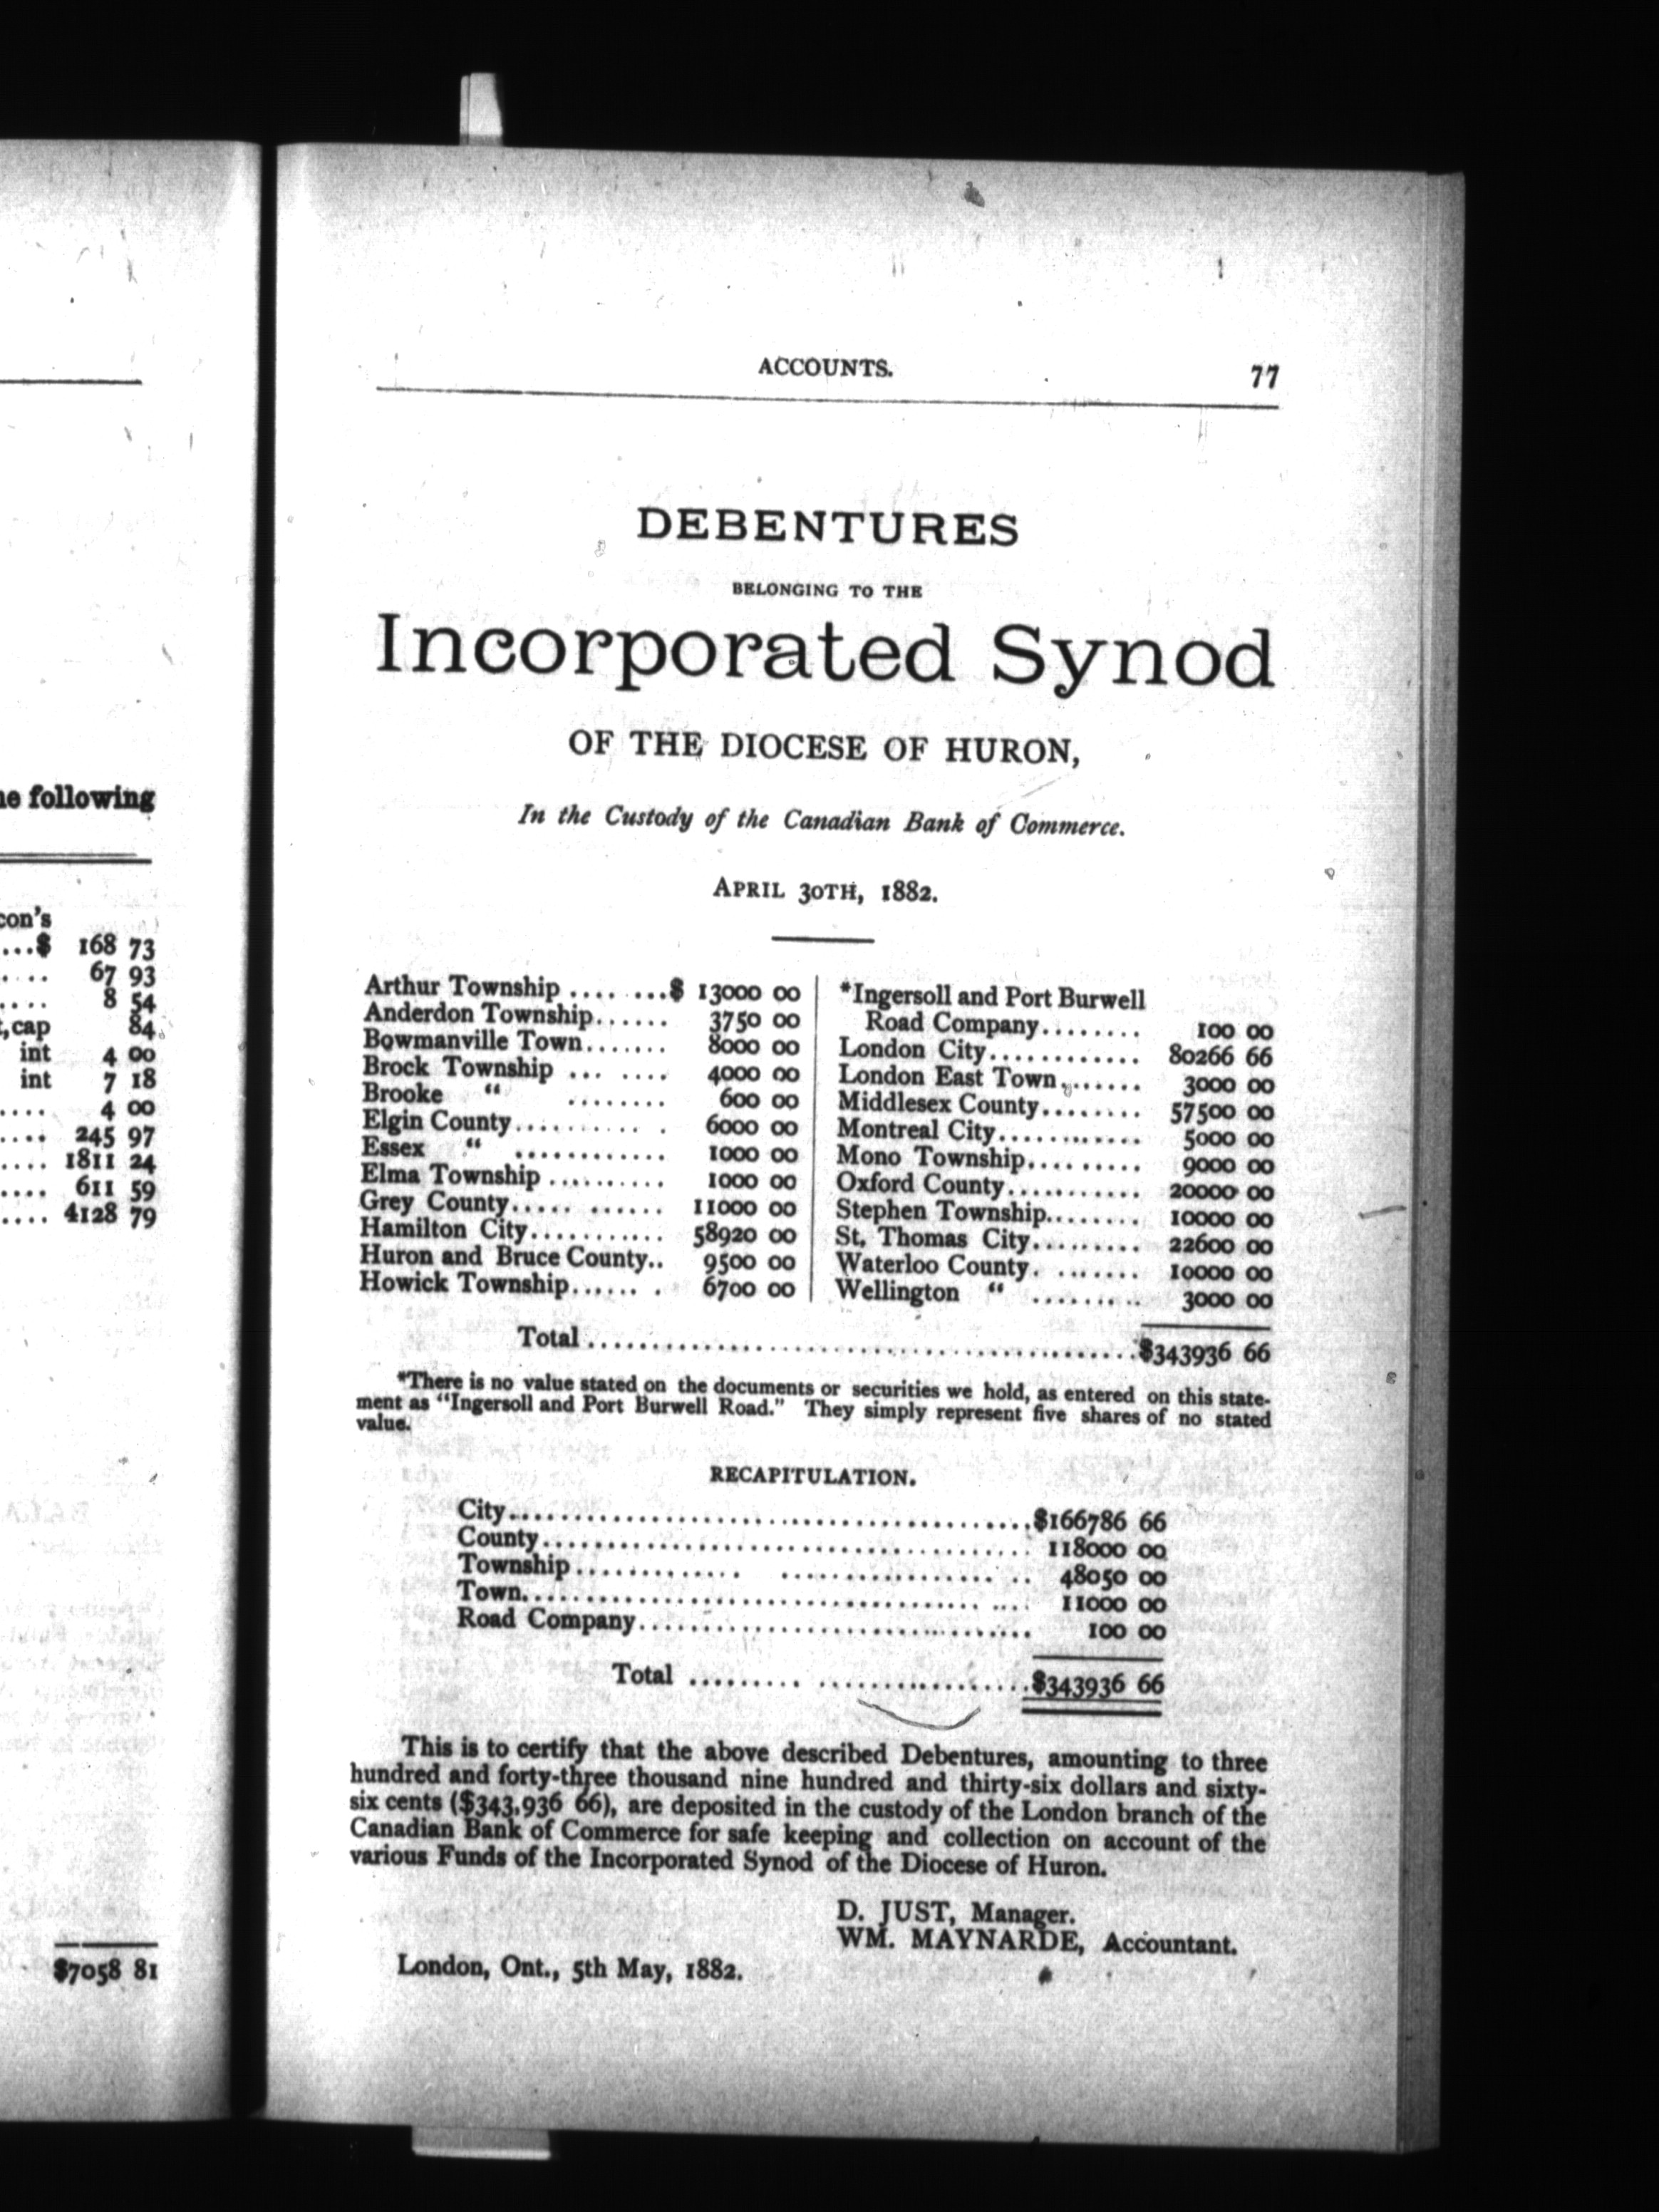 he following
con's
...$ 168 73
.... 67 93
.... 8 54
,cap 84
int 4 00
int 7 18
.... 4 00
.... 245 97
.... 1811 24
.... 611 59
.... 4128 79
$7058 81
ACCOUNTS. 77
DEBENTURES
BELONGING TO THE
Incorporated Synod
OF THE DIOCESE OF HURON,
In the Custody of the Canadian Bank of Commerce.
APRIL 30TH, 1882.
Arthur Township .... ...$ 13000 00
Anderdon Township...... 3750 00
Bowmanville Town....... 8000 00
Brock Township ... .... 4000 00
Brooke “ ........ 600 00
Elgin County.......... . 6000 00
Essex “ ............ 1000 00
Elma Township .......... 1000 00
Grey County..... ...... 11000 00
Hamilton City........... 58920 00
Huron and Bruce County.. 9500 00
Howick Township...... . 6700 00
*Ingersoll and Port Burwell
Road Company........ 100 00
London City............ 80266 66
London East Town....... 3000 00
Middlesex County........ 57500 00
Montreal City............ 5000 00
Mono Township......... 9000 00
Oxford County........... 20000 00
Stephen Township........ 10000 00
St. Thomas City......... 22600 00
Waterloo County. ....... 10000 00
Wellington “ ......... 3000 00
Total ..........................................$343936 66
*There is no value stated on the documents or securities we hold, as entered on this state-
ment as “Ingersoll and Port Burwell Road.” They simply represent five shares of no stated
value.
RECAPITULATION.
City........................................$166786 66
County..................................... 118000 00
Township............. ................ .. 48050 00
Town................................... .... 11000 00
Road Company.............................. 100 00
Total ......... ................$343936 66
This is to certify that the above described Debentures, amounting to three
hundred and forty-three thousand nine hundred and thirty-six dollars and sixty-
six cents ($343,936 66), are deposited in the custody of the London branch of the
Canadian Bank of Commerce for safe keeping and collection on account of the
various Funds of the Incorporated Synod of the Diocese of Huron.
D. JUST, Manager.
WM. MAYNARDE, Accountant.
London, Ont., 5th May, 1882.